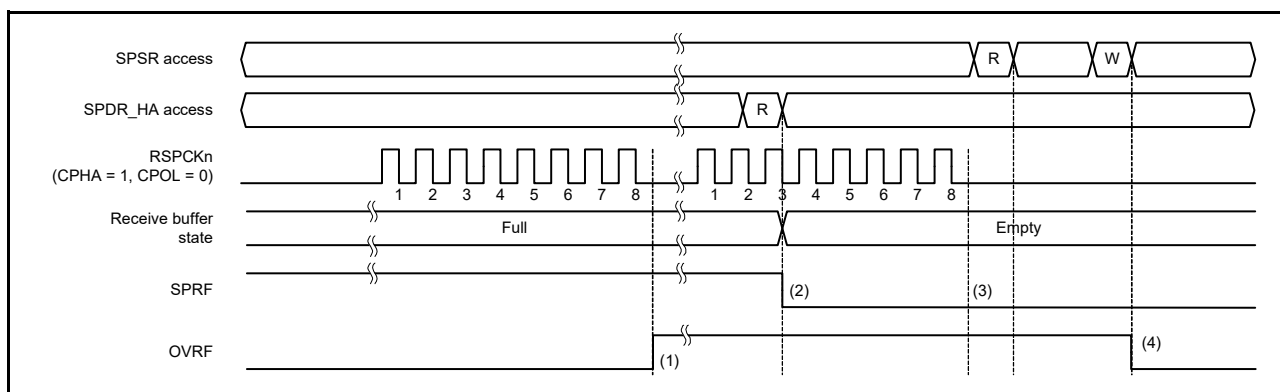 SPSR access
R
W
SPDR_HA access
R
RSPCKn
(CPHA = 1, CPOL = 0)
1 2 3 4 5 6 7 8
1 2 3 4 5 6 7 8
Receive buffer
state
Full
Empty
SPRF
(2)
(3)
OVRF
(1)
(4)